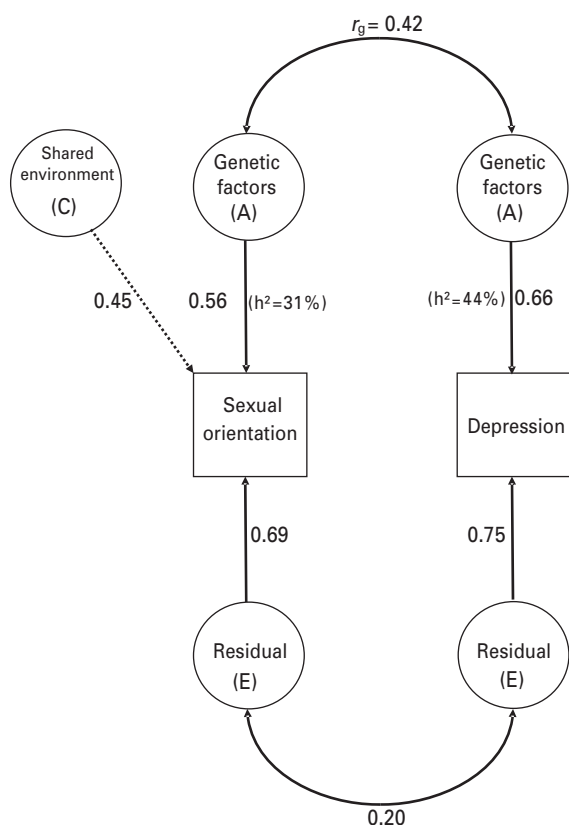 r_g = 0.42
Shared
environment
(C)
Genetic
factors
(A)
Genetic
factors
(A)
0.45
0.56
(h²=31%)
(h²=44%)
0.66
Sexual
orientation
Depression
0.69
0.75
Residual
(E)
Residual
(E)
0.20